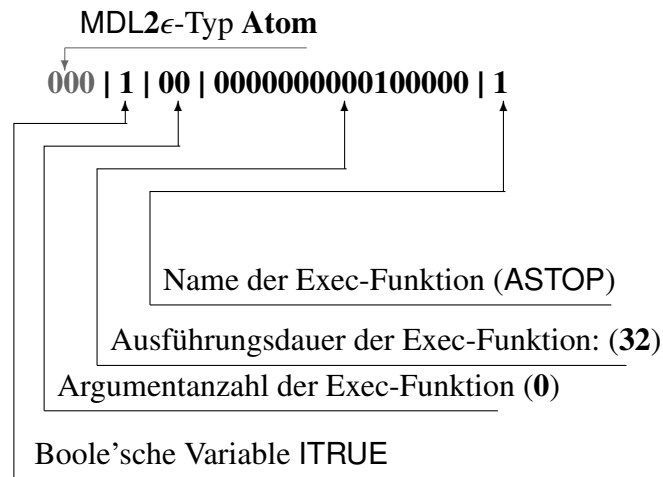 MDL2ϵ-Typ Atom
000 | 1 | 00 | 0000000000100000 | 1
Name der Exec-Funktion (ASTOP)
Ausführungsdauer der Exec-Funktion: (32)
Argumentanzahl der Exec-Funktion (0)
Boole'sche Variable ITRUE